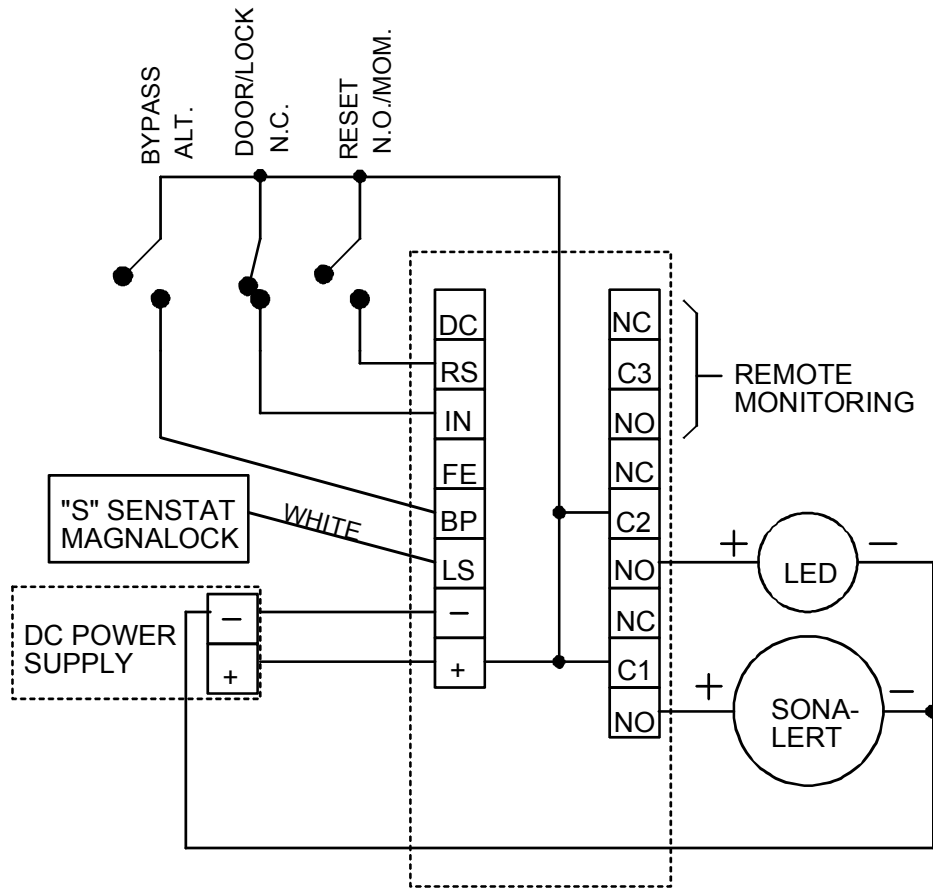 BYPASS
ALT.
DOOR/LOCK
N.C.
RESET
N.O./MOM.
DC
RS
IN
FE
BP
LS
−
+
NC
C3
NO
NC
C2
NO
NC
C1
NO
REMOTE
MONITORING
"S" SENSTAT
MAGNALOCK
WHITE
DC POWER
SUPPLY
−
+
+
LED
−
+
SONA-
LERT
−